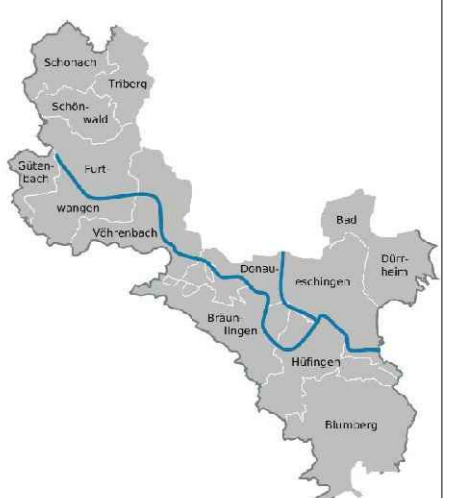 Schonach
Triberg
Schön-
wald
Güten-
bach
Furt-
wangen
Vöhrenbach
Bad
Dürr-
heim
Donau-
eschingen
Bräun-
lingen
Hüfingen
Blumberg